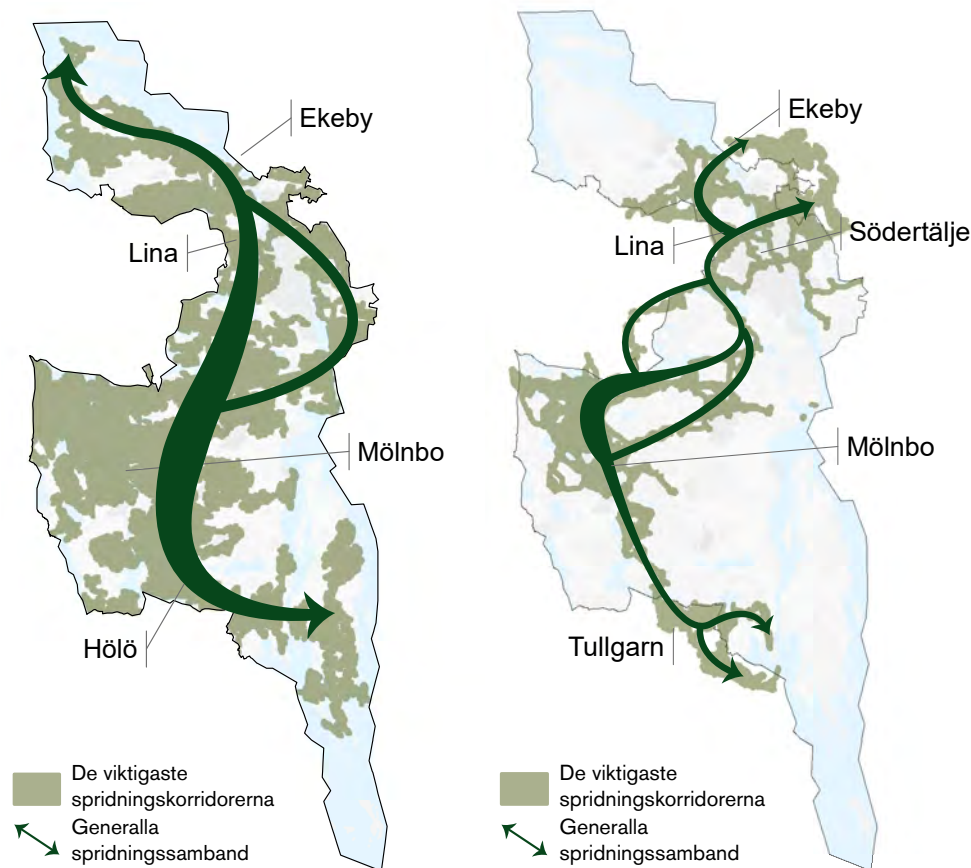 Ekeby
Lina
Mölnbo
Hölö
De viktigaste
spridningskorridorerna
Generalla
spridningssamband
Ekeby
Södertälje
Lina
Mölnbo
Tullgarn
De viktigaste
spridningskorridorerna
Generalla
spridningssamband